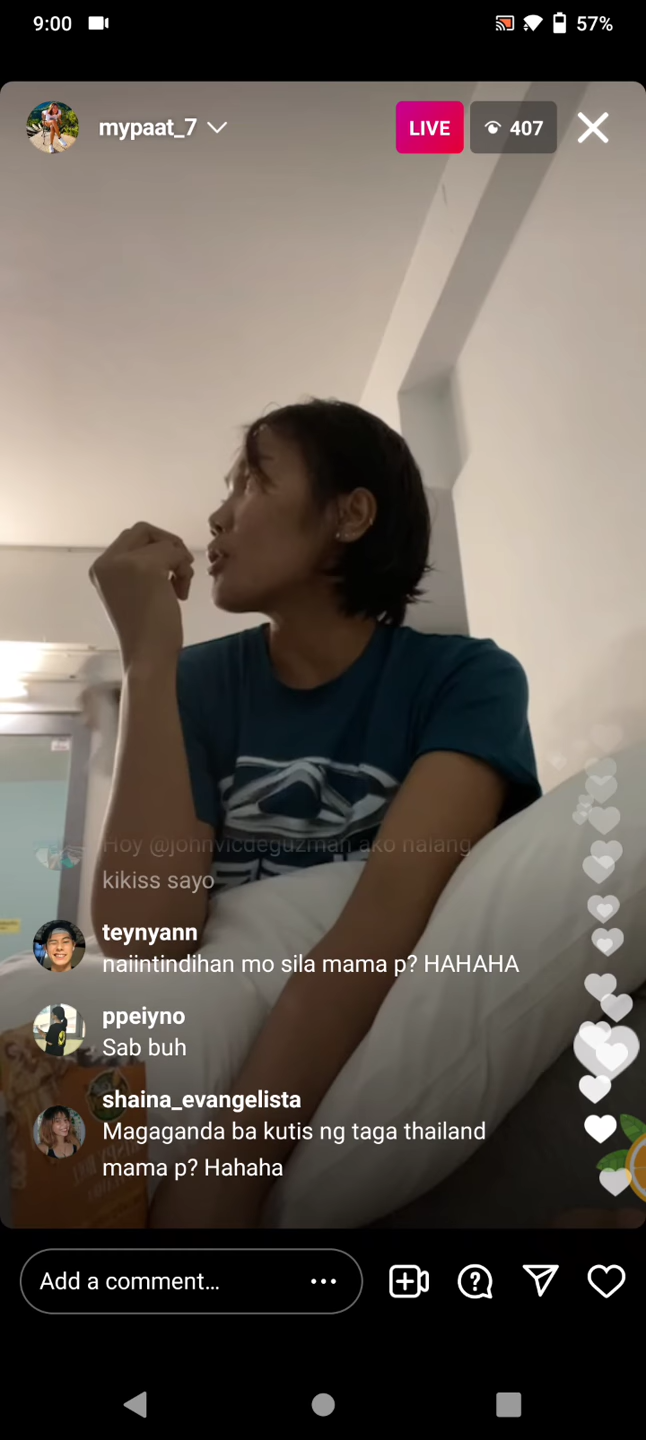 9:00
57%
mypaat_7
LIVE
407
Hoy @johnvicdeguzman ako nalang
kikiss sayo
teynyann
naiintindihan mo sila mama p? HAHAHA
ppeiyno
Sab buh
shaina_evangelista
Magaganda ba kutis ng taga thailand
mama p? Hahaha
Add a comment...